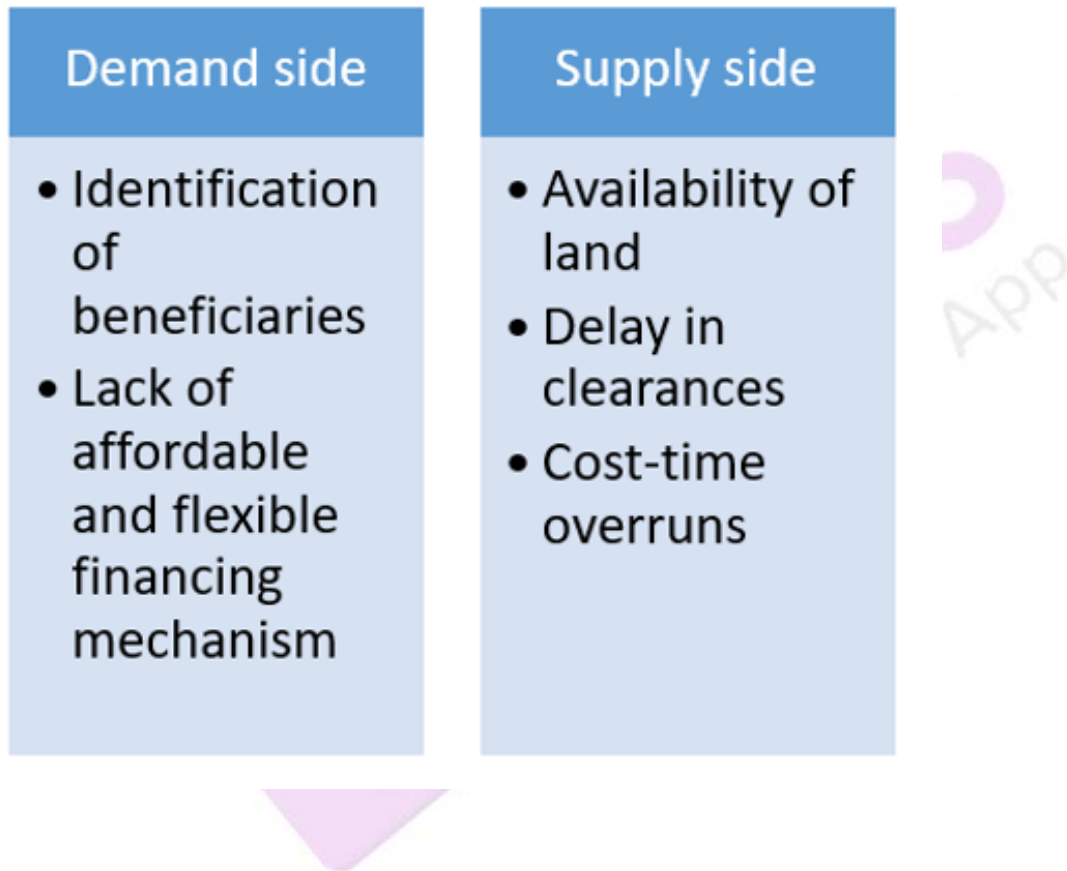 Demand side
• Identification
of
beneficiaries
• Lack of
affordable
and flexible
financing
mechanism
Supply side
• Availability of
land
• Delay in
clearances
• Cost-time
overruns
App